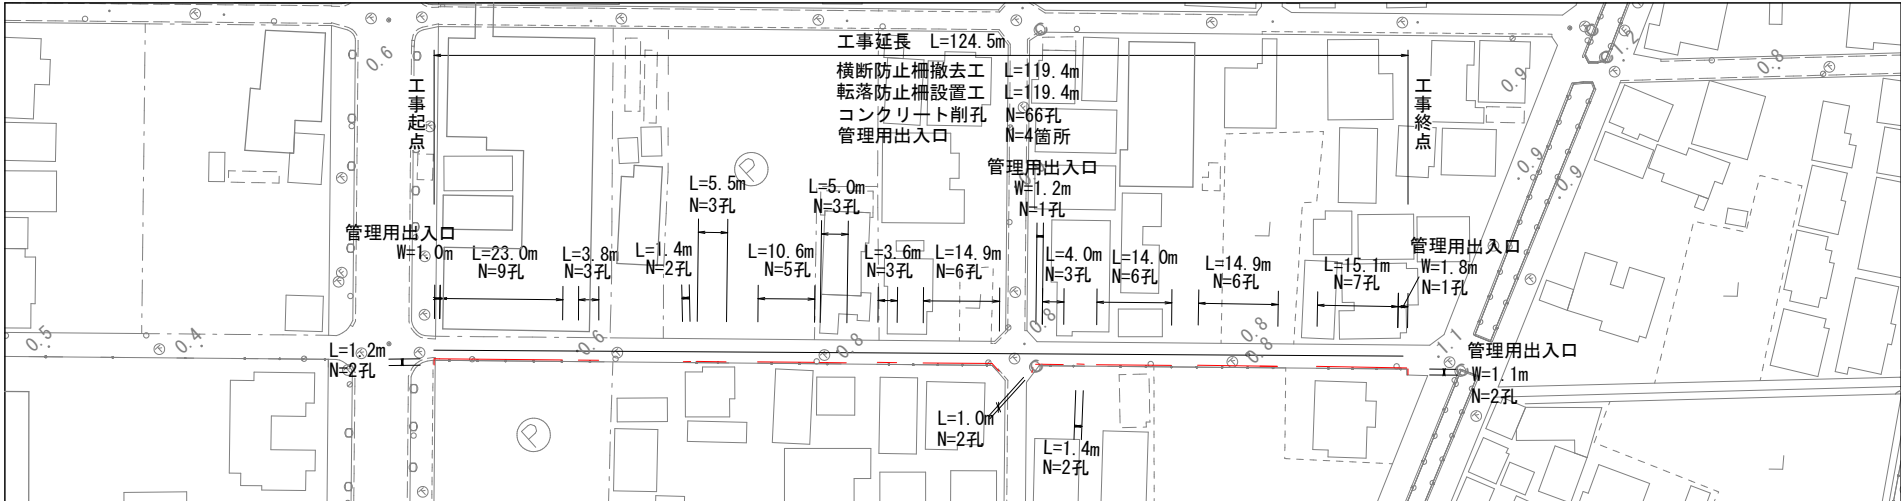 工事延長 L=124.5m
横断防止柵撤去工 L=119.4m
転落防止柵設置工 L=119.4m
コンクリート削孔 N=66孔
管理用出入口 N=4箇所
工事起点
工事終点
管理用出入口
W=1.0m
L=23.0m
N=9孔
L=3.8m
N=3孔
L=1.4m
N=2孔
L=5.5m
N=3孔
L=10.6m
N=5孔
L=5.0m
N=3孔
L=3.6m
N=3孔
L=14.9m
N=6孔
管理用出入口
W=1.2m
N=1孔
L=4.0m
N=3孔
L=14.0m
N=6孔
L=14.9m
N=6孔
L=15.1m
N=7孔
管理用出入口
W=1.8m
N=1孔
L=1.2m
N=2孔
L=1.0m
N=2孔
L=1.4m
N=2孔
管理用出入口
W=1.1m
N=2孔
0.6
1.2
0.8
0.9
0.9
0.9
0.5
0.4
0.6
0.8
0.8
0.8
0.8
1.1
P
P